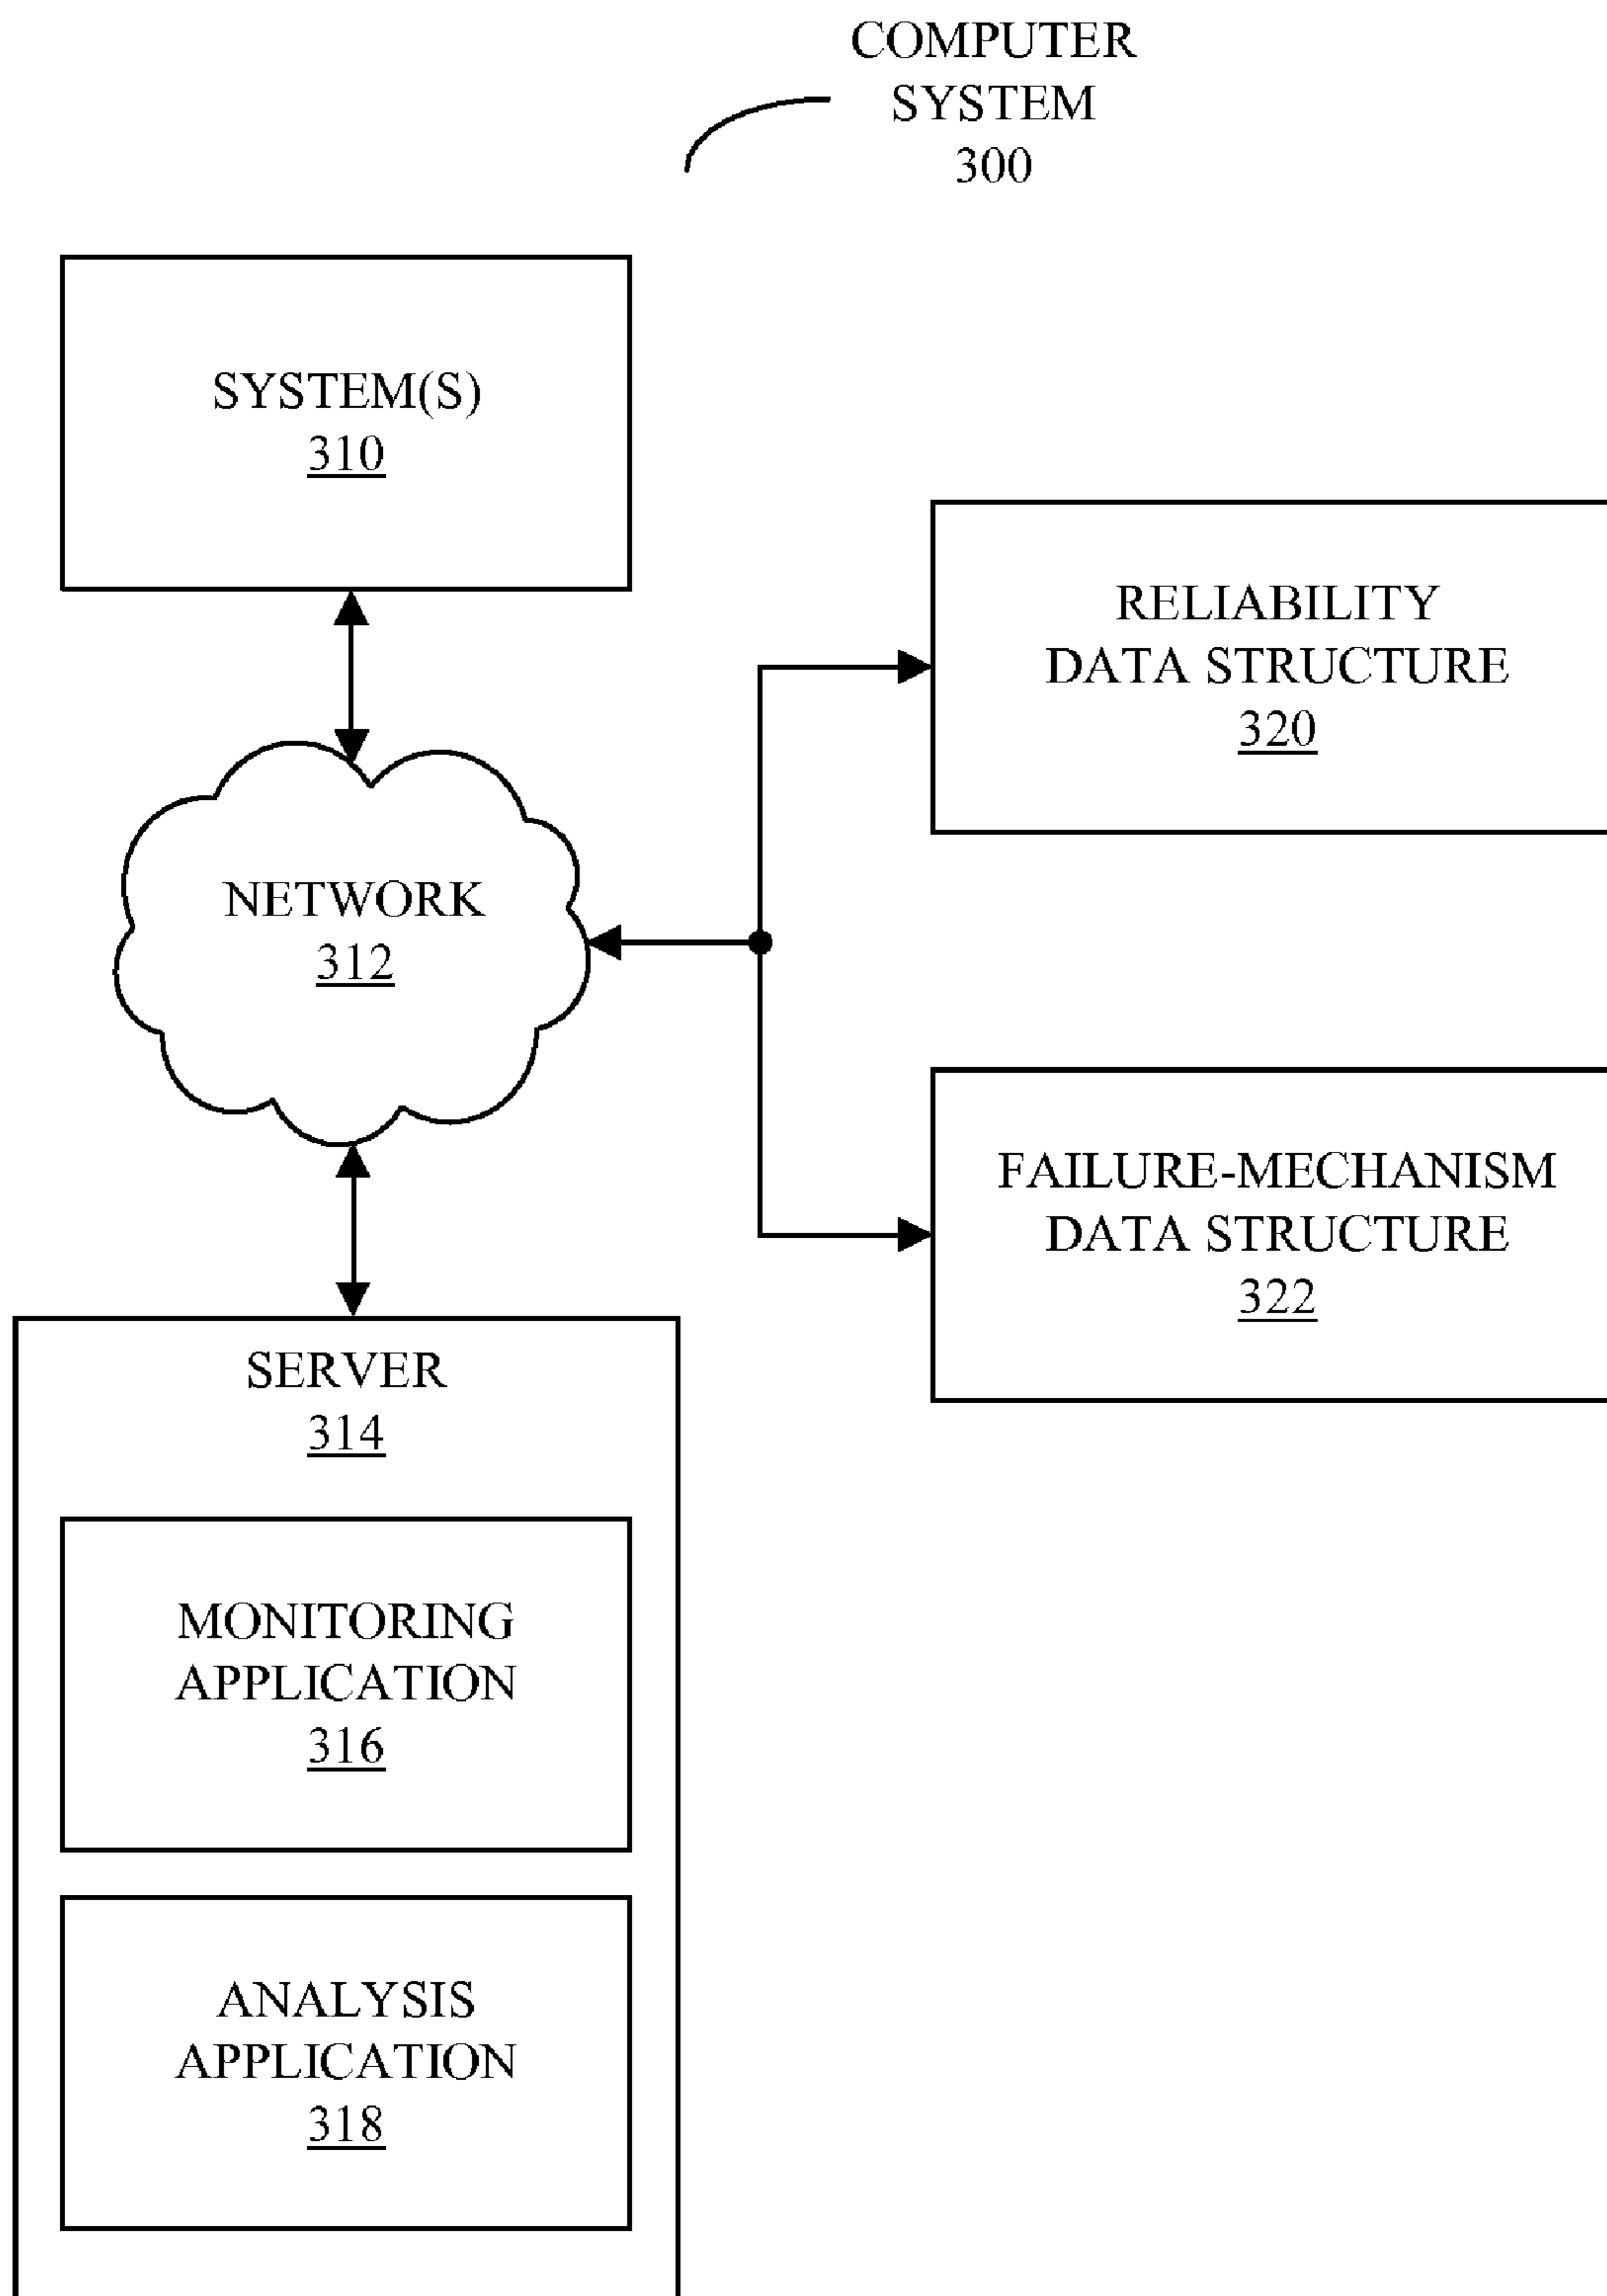 COMPUTER
SYSTEM
300
SYSTEM(S)
310
RELIABILITY
DATA STRUCTURE
320
NETWORK
312
FAILURE-MECHANISM
DATA STRUCTURE
322
SERVER
314
MONITORING
APPLICATION
316
ANALYSIS
APPLICATION
318